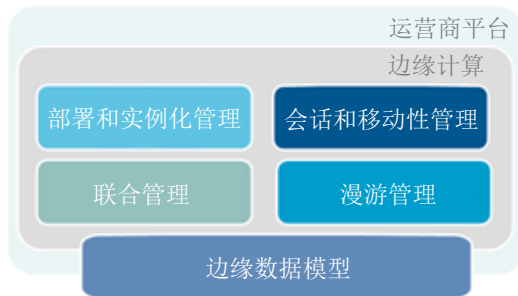 运营商平台
边缘计算
部署和实例化管理
会话和移动性管理
联合管理
漫游管理
边缘数据模型